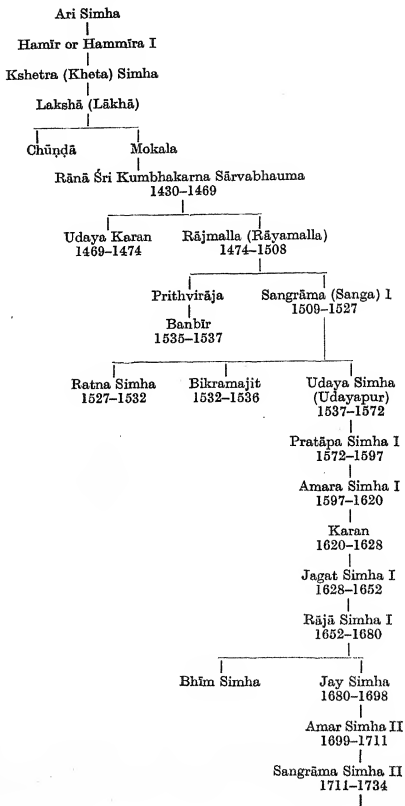 Ari Simha
Hamīr or Hammīra I
Kshetra (Kheta) Simha
Lakshā (Lākhā)
Chūṇḍā Mokala
Rānā Śri Kumbhakarna Sārvabhauma
1430–1469
Udaya Karan Rājmalla (Rāyamalla)
1469–1474 1474–1508
Prithvirāja Sangrāma (Sanga) I
1509–1527
Banbīr
1535–1537
Ratna Simha Bikramajit Udaya Simha
1527–1532 1532–1536 (Udayapur)
1537–1572
Pratāpa Simha I
1572–1597
Amara Simha I
1597–1620
Karan
1620–1628
Jagat Simha I
1628–1652
Rājā Simha I
1652–1680
Bhīm Simha Jay Simha
1680–1698
Amar Simha II
1699–1711
Sangrāma Simha II
1711–1734